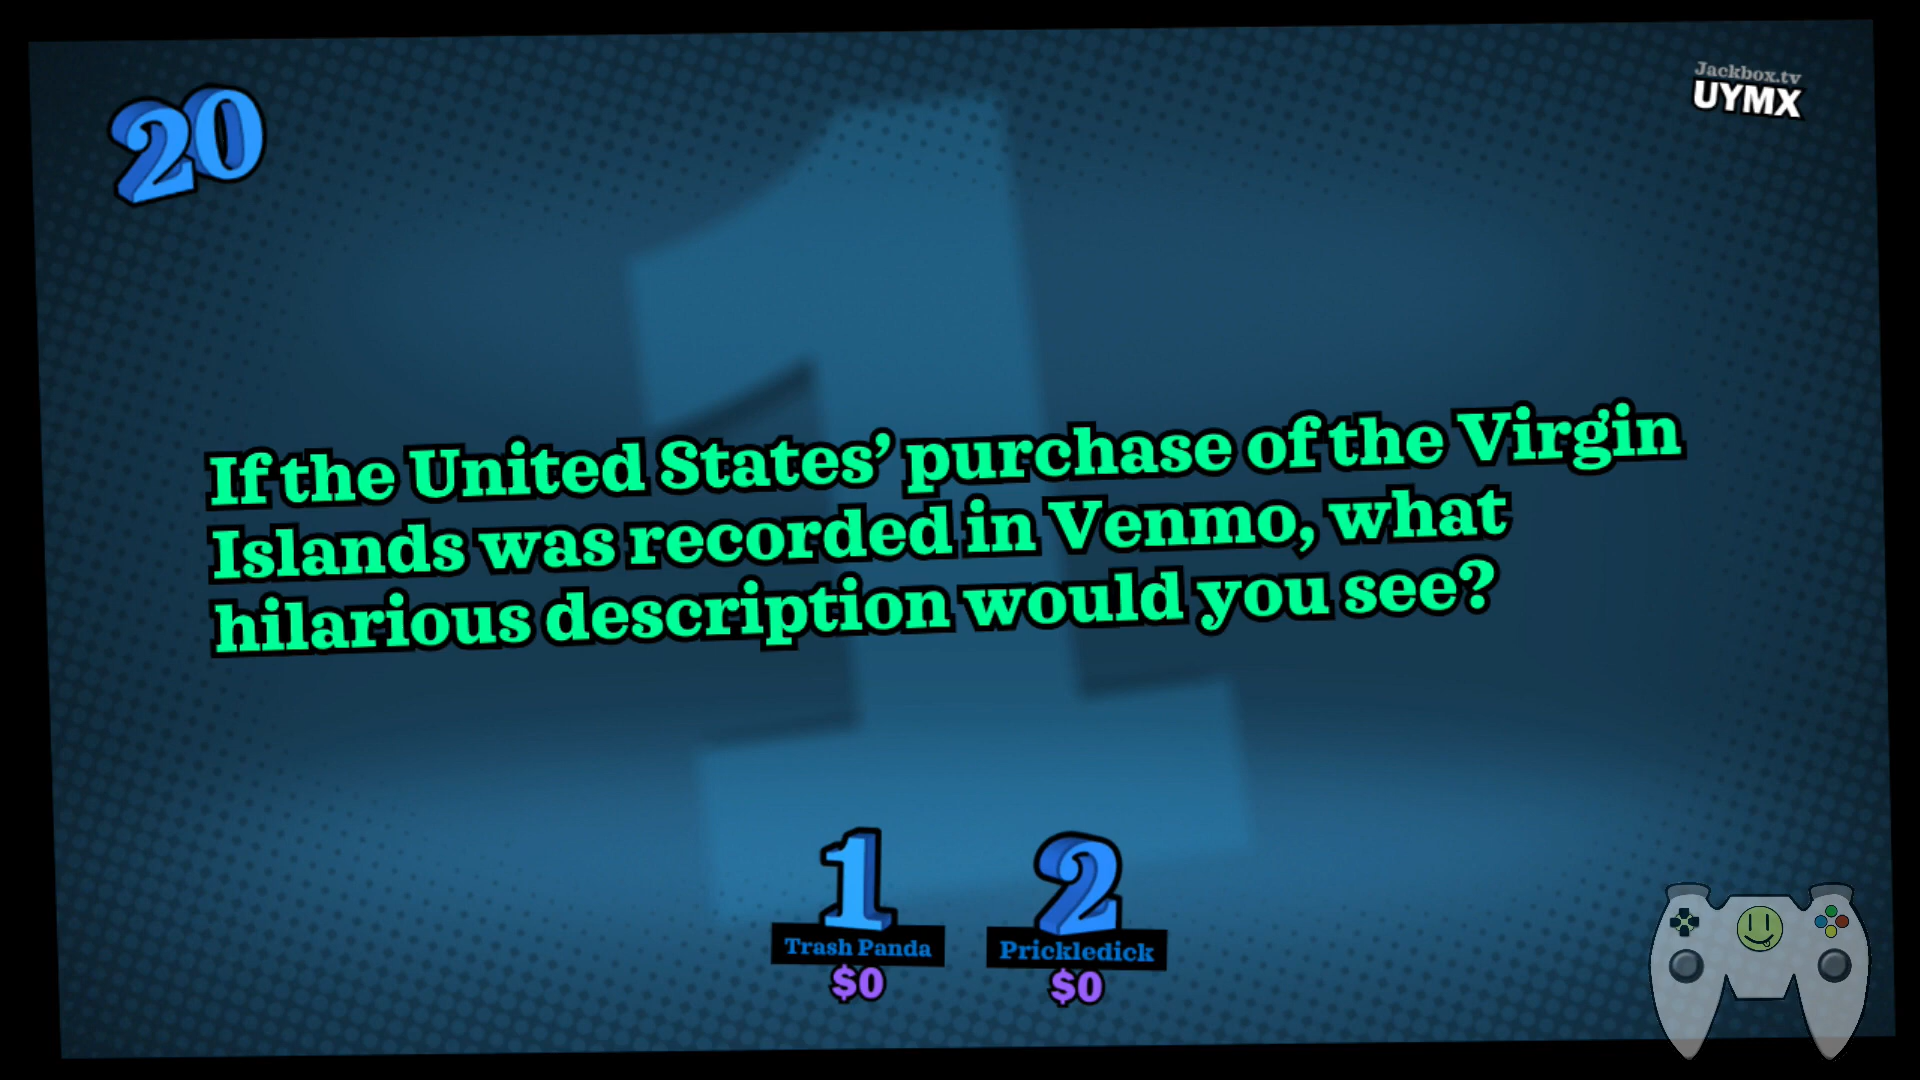 20
Jackbox.tv
UYMX
If the United States’ purchase of the Virgin
Islands was recorded in Venmo, what
hilarious description would you see?
1
2
Trash Panda
Prickledick
$0
$0